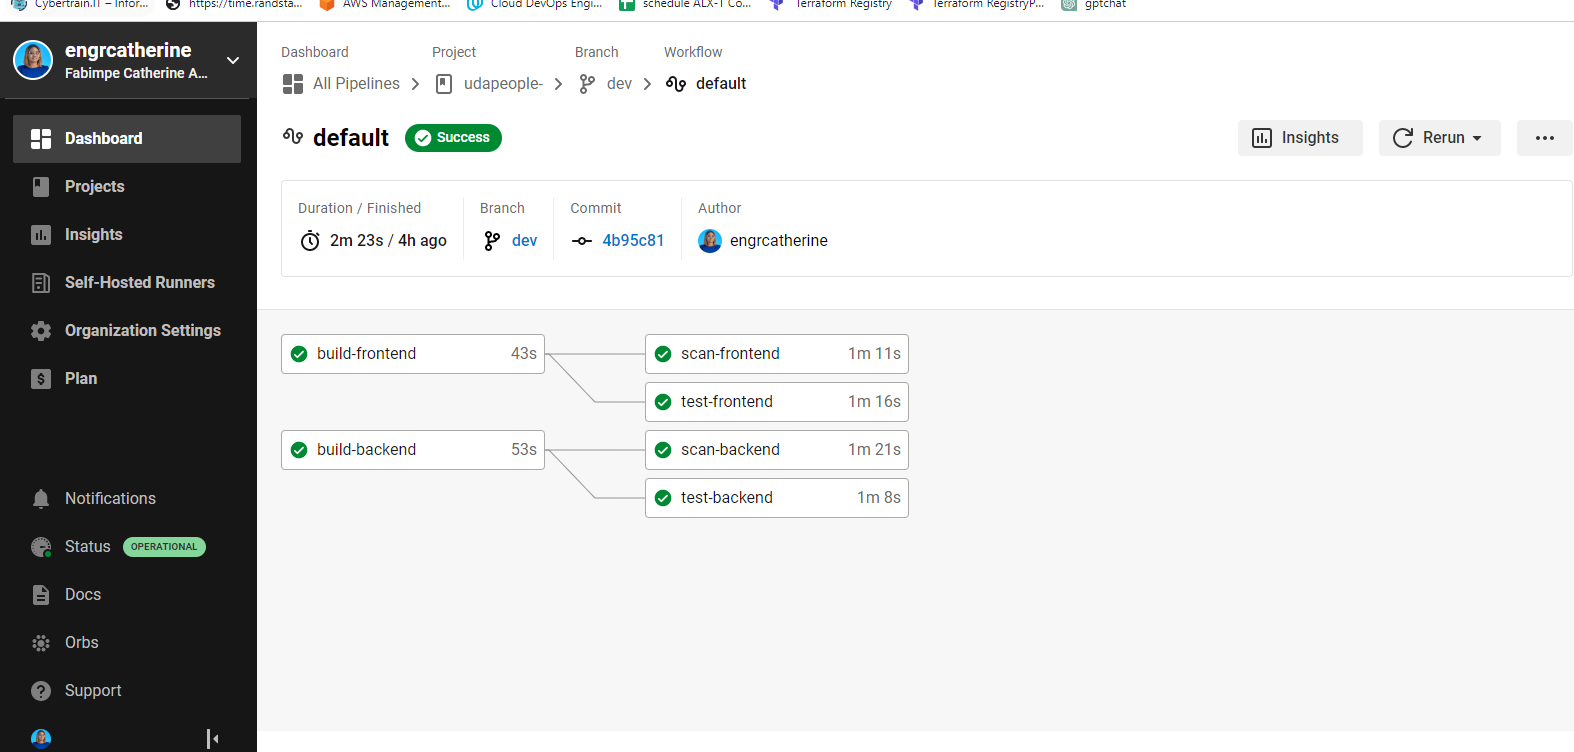 Cybertrain.IT – Infor... https://time.randsta... AWS Management... Cloud DevOps Engi... schedule ALX-T Co... Terraform Registry Terraform RegistryP... gptchat
engrcatherine
Fabimpe Catherine A...
Dashboard
Projects
Insights
Self-Hosted Runners
Organization Settings
Plan
Notifications
Status OPERATIONAL
Docs
Orbs
Support
Dashboard Project Branch Workflow
All Pipelines udapeople- dev default
default Success Insights Rerun
Duration / Finished Branch Commit Author
2m 23s / 4h ago dev 4b95c81 engrcatherine
build-frontend 43s scan-frontend 1m 11s
test-frontend 1m 16s
build-backend 53s scan-backend 1m 21s
test-backend 1m 8s